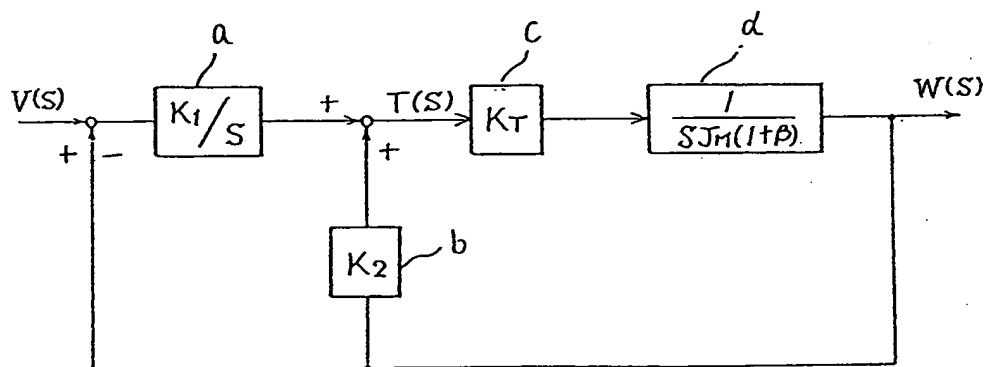 a
c
d
V(S)
K1/S
+
T(S)
KT
1
SJM(1+β)
W(S)
+
−
+
K2
b